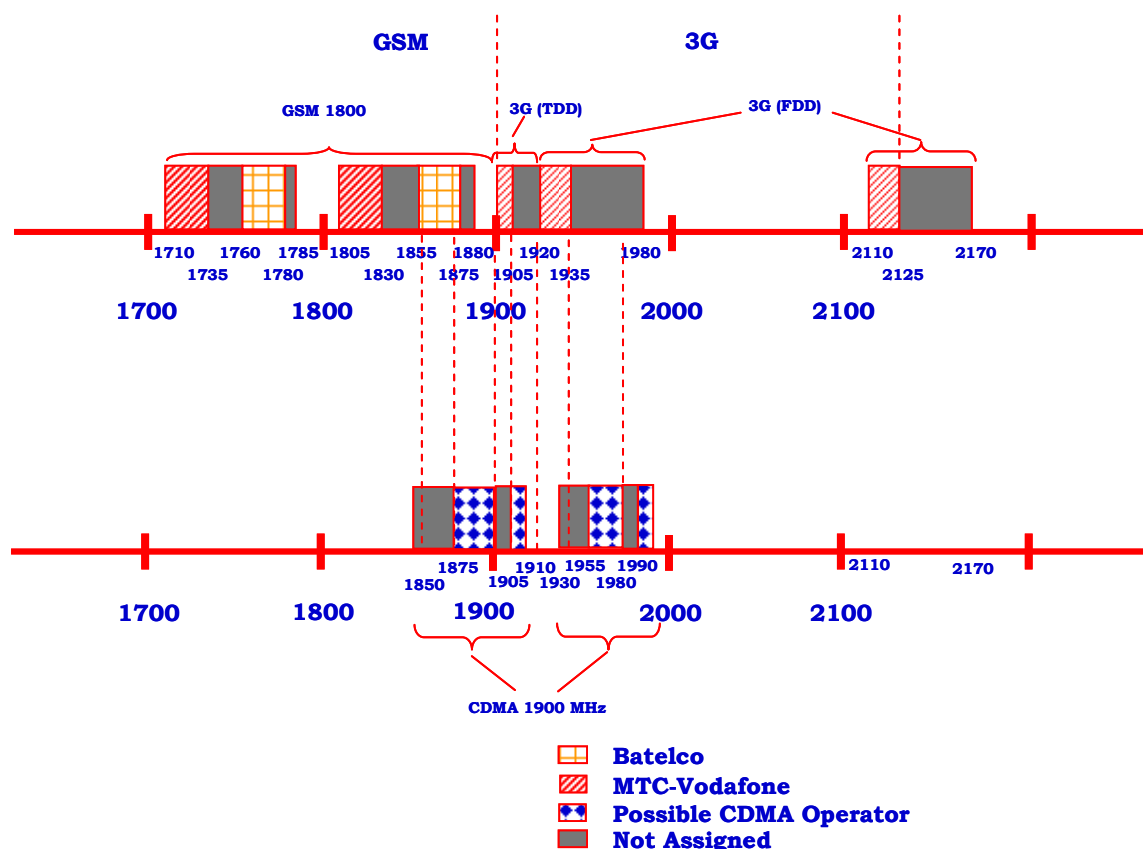 GSM 3G
GSM 1800 3G (TDD) 3G (FDD)
1710 1760 1785 1805 1855 1880 1920 1980 2110 2170
1735 1780 1830 1875 1905 1935 2125
1700 1800 1900 2000 2100
1875 1910 1955 1990 2110 2170
1850 1905 1930 1980
1700 1800 1900 2000 2100
CDMA 1900 MHz
Batelco
MTC-Vodafone
Possible CDMA Operator
Not Assigned